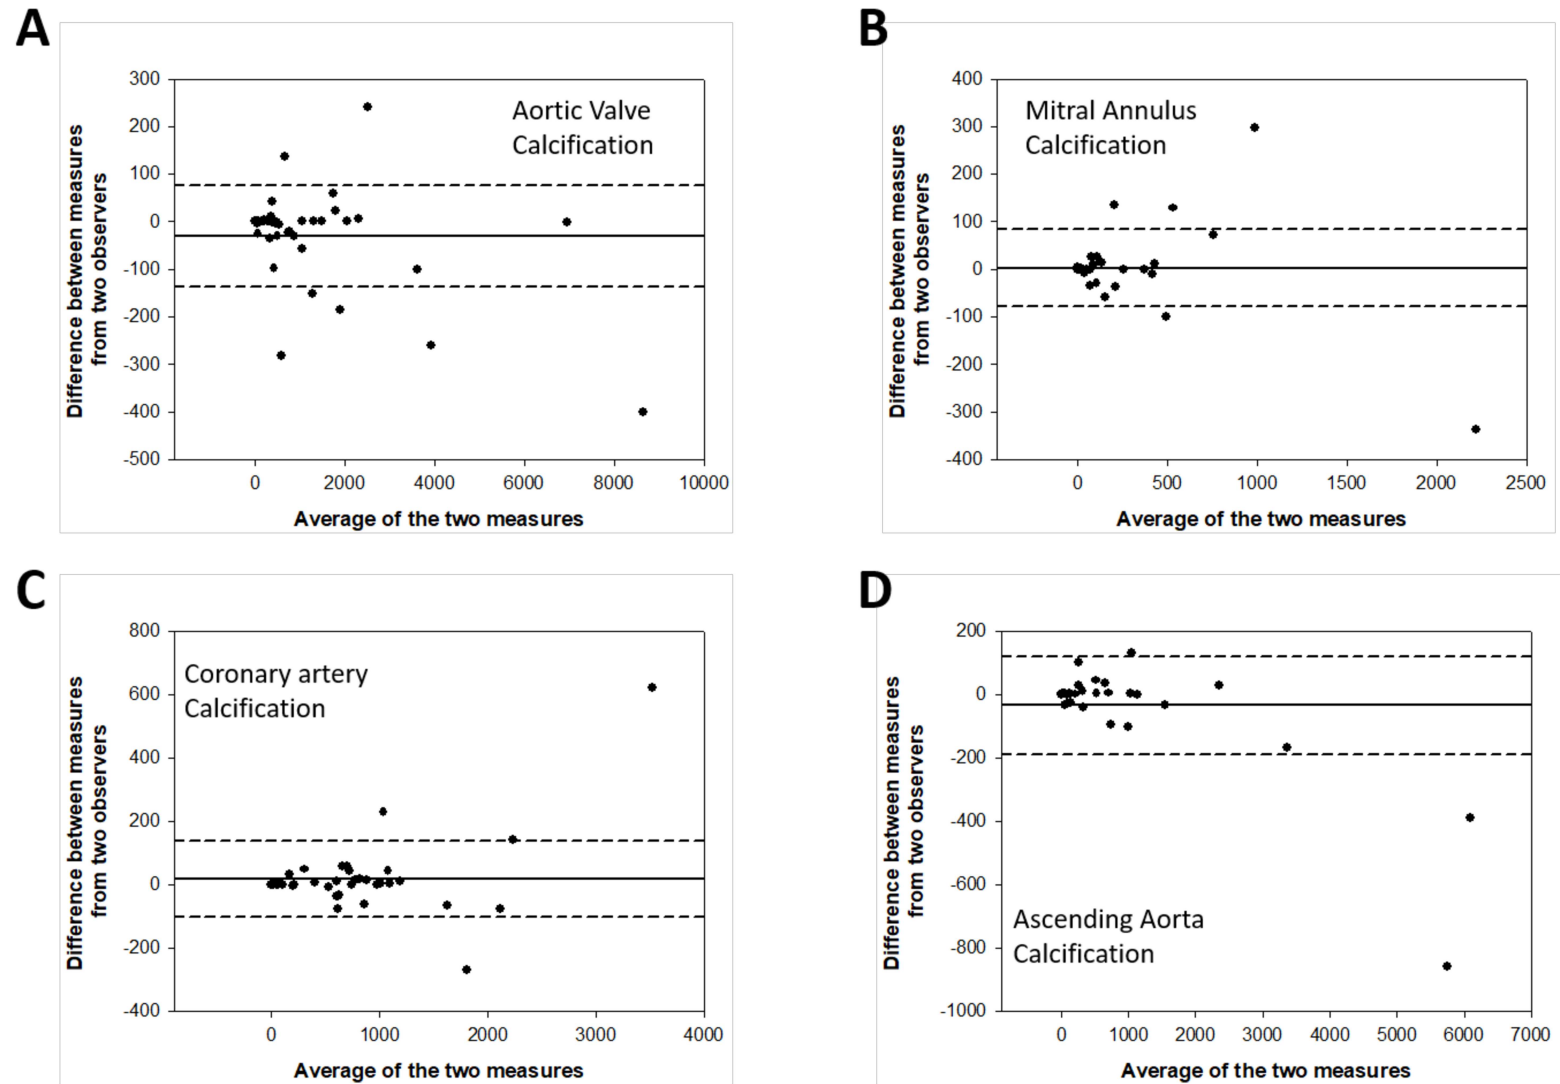 A
Aortic Valve
Calcification
300
200
100
0
-100
-200
-300
-400
-500
0 2000 4000 6000 8000 10000
Difference between measures
from two observers
Average of the two measures
B
Mitral Annulus
Calcification
400
300
200
100
0
-100
-200
-300
-400
0 500 1000 1500 2000 2500
Difference between measures
from two observers
Average of the two measures
C
Coronary artery
Calcification
800
600
400
200
0
-200
-400
0 1000 2000 3000 4000
Difference between measures
from two observers
Average of the two measures
D
Ascending Aorta
Calcification
200
0
-200
-400
-600
-800
-1000
0 1000 2000 3000 4000 5000 6000 7000
Difference between measures
from two observers
Average of the two measures